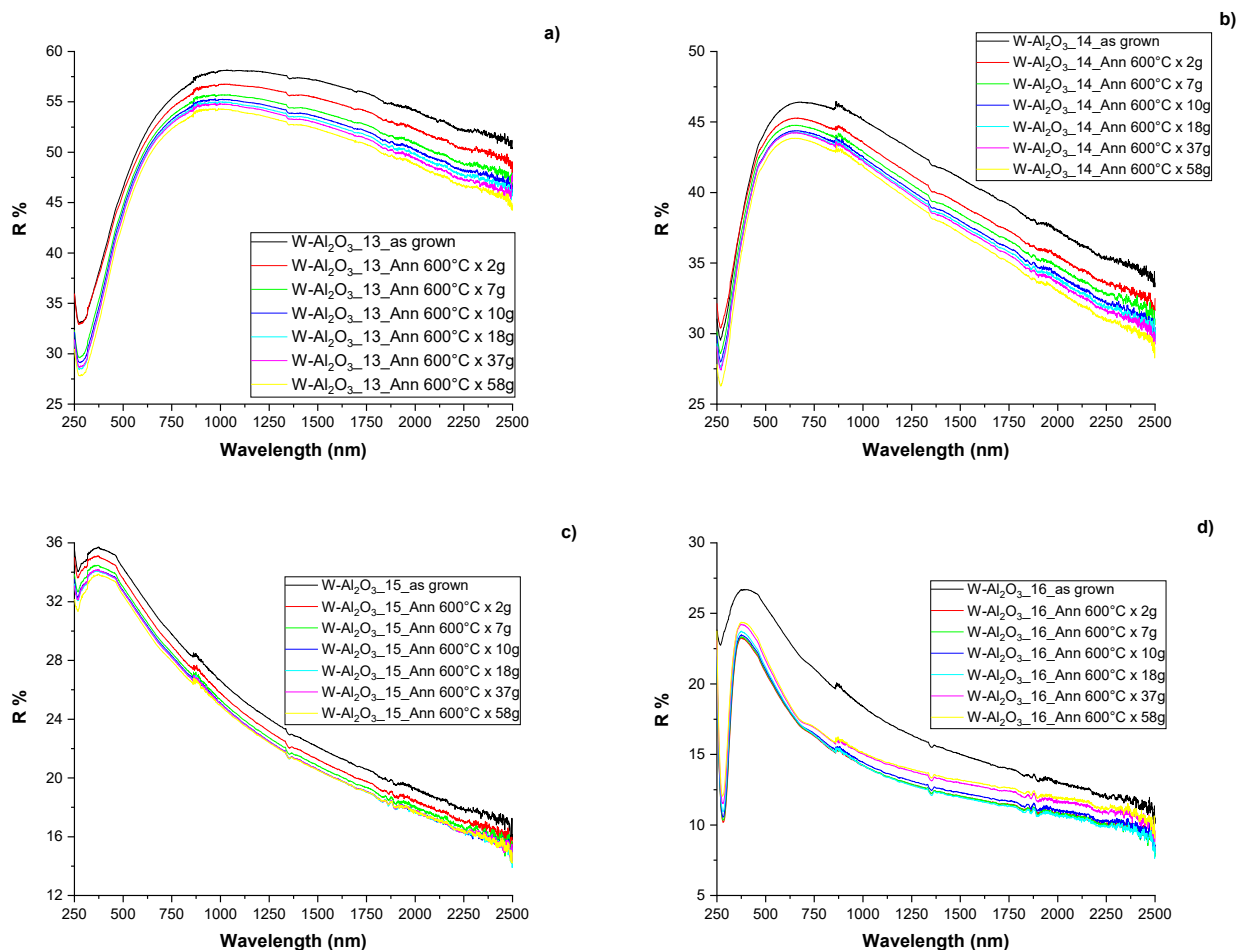 a)
60
55
50
45
40
35
30
25
R %
W-Al₂O₃_13_as grown
W-Al₂O₃_13_Ann 600°C x 2g
W-Al₂O₃_13_Ann 600°C x 7g
W-Al₂O₃_13_Ann 600°C x 10g
W-Al₂O₃_13_Ann 600°C x 18g
W-Al₂O₃_13_Ann 600°C x 37g
W-Al₂O₃_13_Ann 600°C x 58g
250 500 750 1000 1250 1500 1750 2000 2250 2500
Wavelength (nm)
b)
50
45
40
35
30
25
R %
W-Al₂O₃_14_as grown
W-Al₂O₃_14_Ann 600°C x 2g
W-Al₂O₃_14_Ann 600°C x 7g
W-Al₂O₃_14_Ann 600°C x 10g
W-Al₂O₃_14_Ann 600°C x 18g
W-Al₂O₃_14_Ann 600°C x 37g
W-Al₂O₃_14_Ann 600°C x 58g
250 500 750 1000 1250 1500 1750 2000 2250 2500
Wavelength (nm)
c)
36
32
28
24
20
16
12
R %
W-Al₂O₃_15_as grown
W-Al₂O₃_15_Ann 600°C x 2g
W-Al₂O₃_15_Ann 600°C x 7g
W-Al₂O₃_15_Ann 600°C x 10g
W-Al₂O₃_15_Ann 600°C x 18g
W-Al₂O₃_15_Ann 600°C x 37g
W-Al₂O₃_15_Ann 600°C x 58g
250 500 750 1000 1250 1500 1750 2000 2250 2500
Wavelength (nm)
d)
30
25
20
15
10
5
R %
W-Al₂O₃_16_as grown
W-Al₂O₃_16_Ann 600°C x 2g
W-Al₂O₃_16_Ann 600°C x 7g
W-Al₂O₃_16_Ann 600°C x 10g
W-Al₂O₃_16_Ann 600°C x 18g
W-Al₂O₃_16_Ann 600°C x 37g
W-Al₂O₃_16_Ann 600°C x 58g
250 500 750 1000 1250 1500 1750 2000 2250 2500
Wavelength (nm)